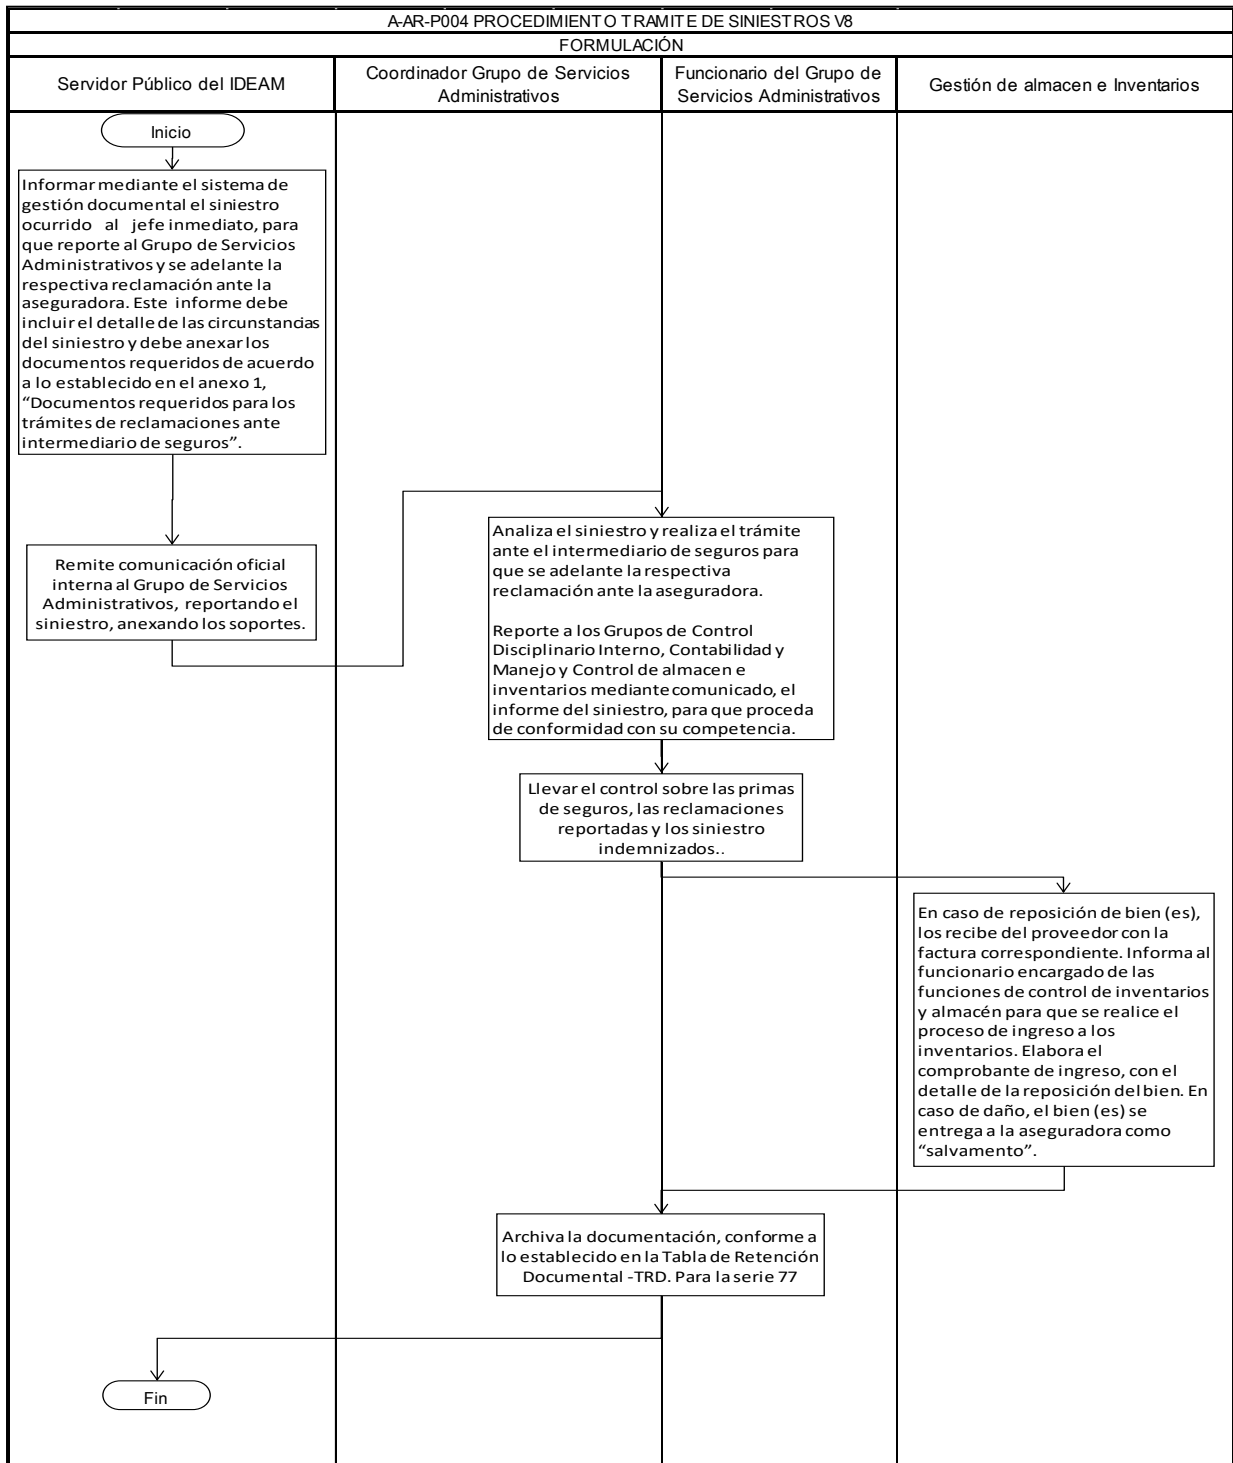 A-AR-P004 PROCEDIMIENTO TRAMITE DE SINIESTROS V8
FORMULACIÓN
Servidor Público del IDEAM
Coordinador Grupo de Servicios
Administrativos
Funcionario del Grupo de
Servicios Administrativos
Gestión de almacen e Inventarios
Inicio
Informar mediante el sistema de
gestión documental el siniestro
ocurrido al jefe inmediato, para
que reporte al Grupo de Servicios
Administrativos y se adelante la
respectiva reclamación ante la
aseguradora. Este informe debe
incluir el detalle de las circunstancias
del siniestro y debe anexar los
documentos requeridos de acuerdo
a lo establecido en el anexo 1,
“Documentos requeridos para los
trámites de reclamaciones ante
intermediario de seguros”.
Remite comunicación oficial
interna al Grupo de Servicios
Administrativos, reportando el
siniestro, anexando los soportes.
Analiza el siniestro y realiza el trámite
ante el intermediario de seguros para
que se adelante la respectiva
reclamación ante la aseguradora.
Reporte a los Grupos de Control
Disciplinario Interno, Contabilidad y
Manejo y Control de almacen e
inventarios mediante comunicado, el
informe del siniestro, para que proceda
de conformidad con su competencia.
Llevar el control sobre las primas
de seguros, las reclamaciones
reportadas y los siniestro
indemnizados..
En caso de reposición de bien (es),
los recibe del proveedor con la
factura correspondiente. Informa al
funcionario encargado de las
funciones de control de inventarios
y almacén para que se realice el
proceso de ingreso a los
inventarios. Elabora el
comprobante de ingreso, con el
detalle de la reposición del bien. En
caso de daño, el bien (es) se
entrega a la aseguradora como
“salvamento”.
Archiva la documentación, conforme a
lo establecido en la Tabla de Retención
Documental -TRD. Para la serie 77
Fin